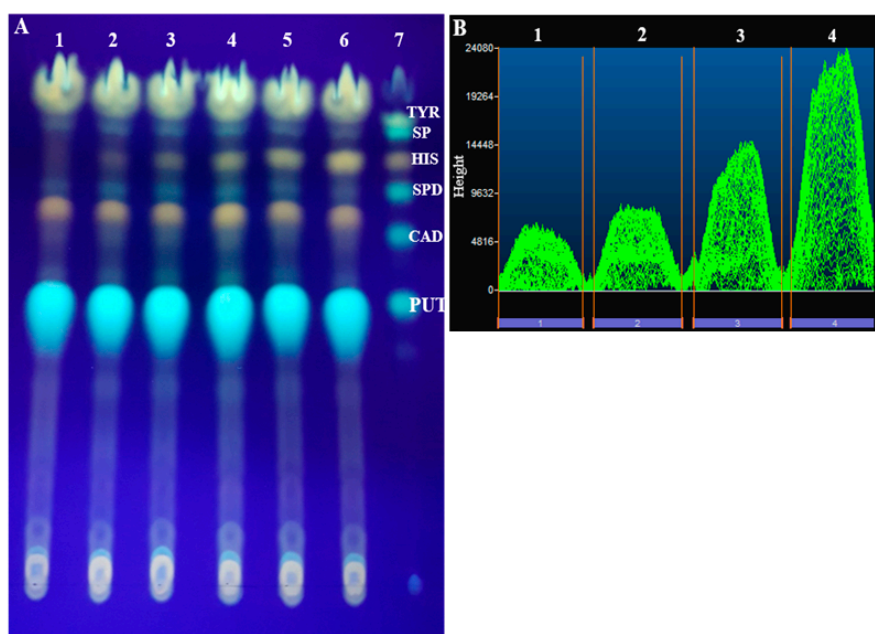 A
1 2 3 4 5 6 7
TYR
SP
HIS
SPD
CAD
PUT
B
1 2 3 4
24080
19264
14448
9632
4816
0
Height
1 2 3 4